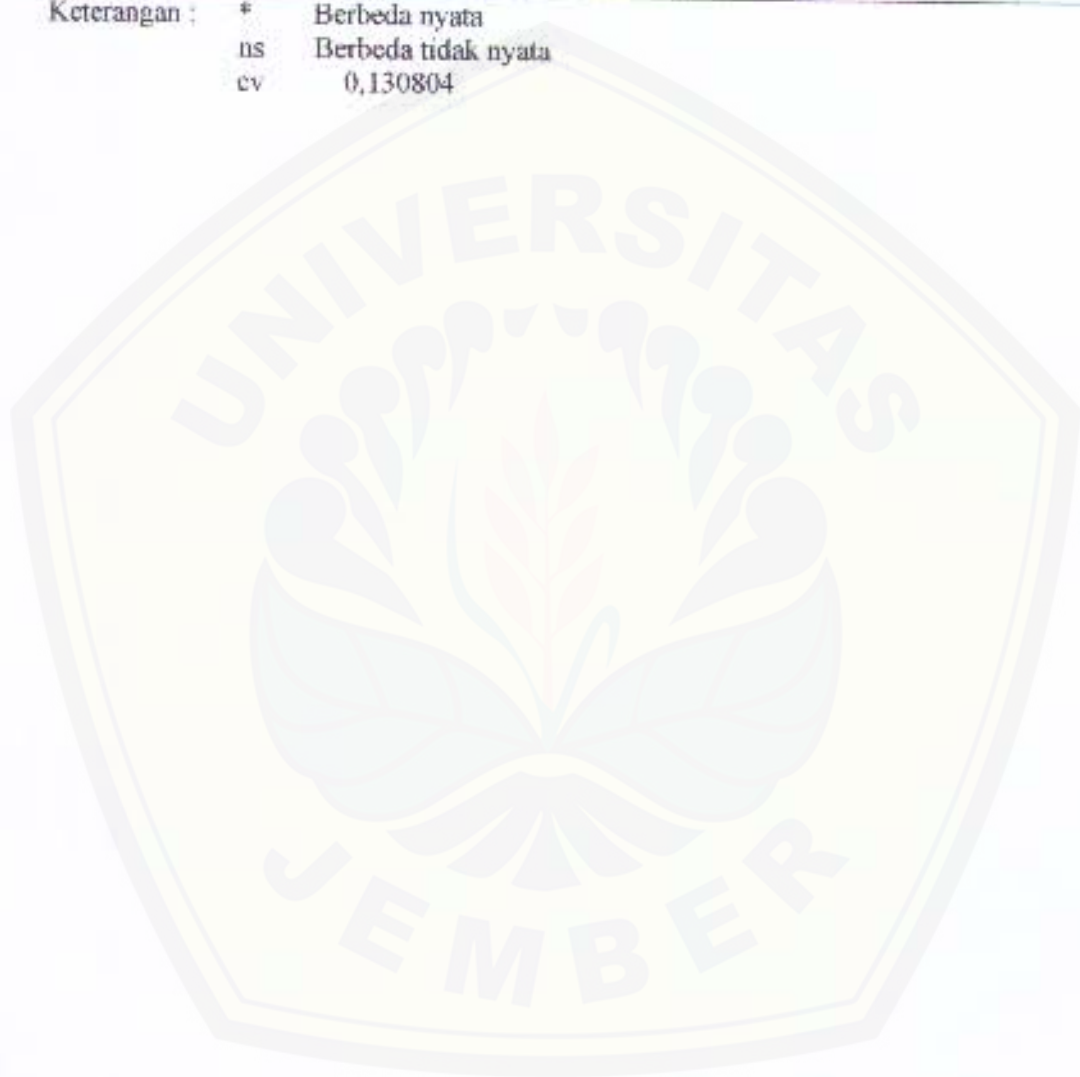 Keterangan : * Berbeda nyata
ns Berbeda tidak nyata
cv 0,130804
UNIVERSITAS
JEMBER